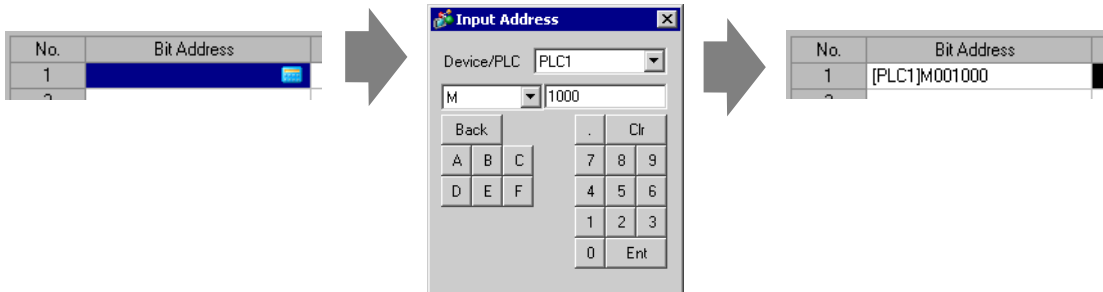 No. Bit Address
1
Input Address
Device/PLC PLC1
M 1000
Back . Clr
A B C 7 8 9
D E F 4 5 6
1 2 3
0 Ent
No. Bit Address
1 [PLC1]M001000